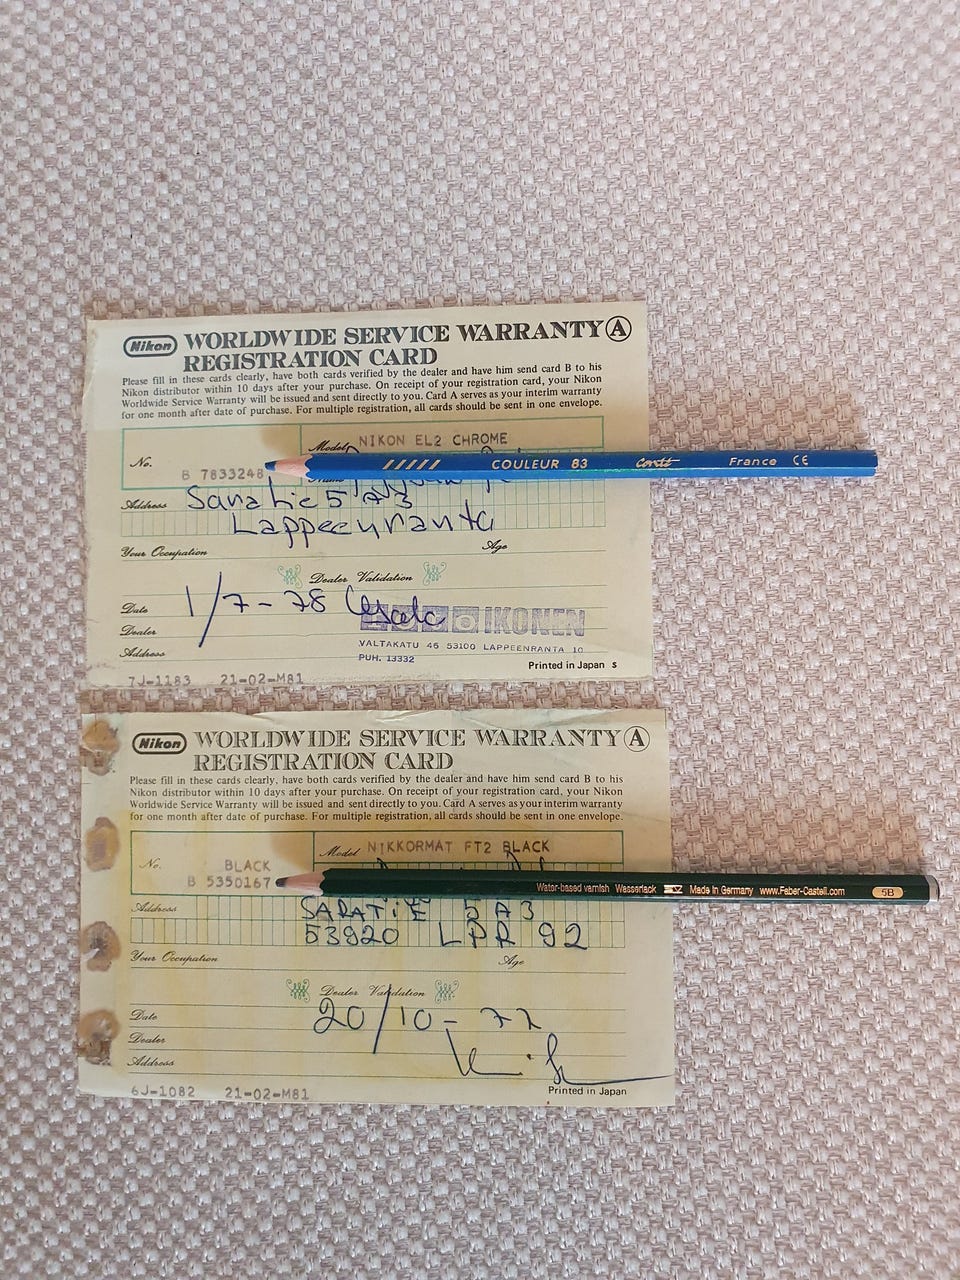 Nikon WORLDWIDE SERVICE WARRANTY A
REGISTRATION CARD
Please fill in these cards clearly, have both cards verified by the dealer and have him send card B to his
Nikon distributor within 10 days after your purchase. On receipt of your registration card, your Nikon
Worldwide Service Warranty will be issued and sent directly to you. Card A serves as your interim warranty
for one month after date of purchase. For multiple registration, all cards should be sent in one envelope.
Model NIKON EL2 CHROME
No. B 7833248
COULEUR 83 Conté France CE
Address Saratie 5 A3
Lappeenranta
Your Occupation Age
Dealer Validation
Date 1/7-78
Dealer IKONEN
VALTAKATU 46 53100 LAPPEENRANTA 10
Address PUH. 13332
Printed in Japan s
7J-1183 21-02-M81
Nikon WORLDWIDE SERVICE WARRANTY A
REGISTRATION CARD
Please fill in these cards clearly, have both cards verified by the dealer and have him send card B to his
Nikon distributor within 10 days after your purchase. On receipt of your registration card, your Nikon
Worldwide Service Warranty will be issued and sent directly to you. Card A serves as your interim warranty
for one month after date of purchase. For multiple registration, all cards should be sent in one envelope.
Model NIKKORMAT FT2 BLACK
No. BLACK
B 5350167
Water-based varnish Wasserlack Made in Germany www.Faber-Castell.com 5B
Address SARATIE 5 A3
53920 LPR 92
Your Occupation Age
Dealer Validation
Date 20/10-77
Dealer
Address
Printed in Japan
6J-1082 21-02-M81